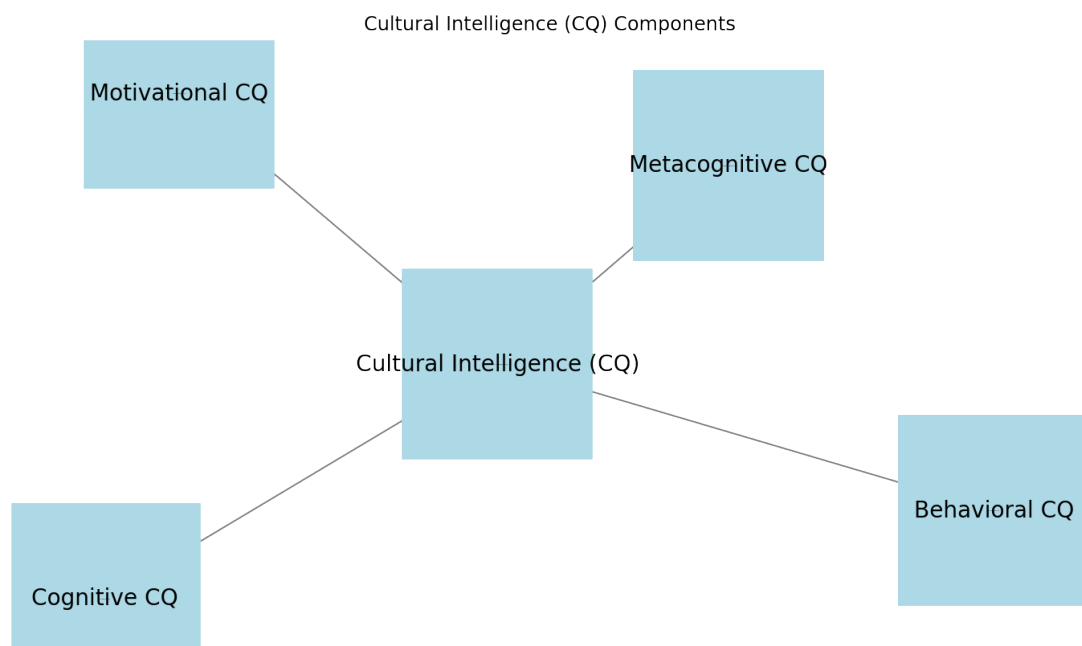 Cultural Intelligence (CQ) Components
Motivational CQ
Metacognitive CQ
Cultural Intelligence (CQ)
Behavioral CQ
Cognitive CQ